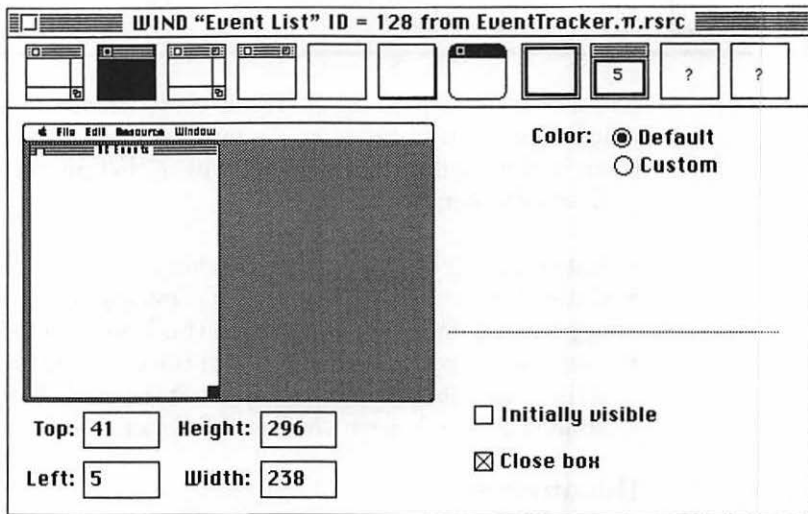 WIND “Event List” ID = 128 from EventTracker.π.rsrc
5 ? ?
File Edit Resource Window
Color: Default
Custom
Initially visible
Top: 41 Height: 296
Close box
Left: 5 Width: 238